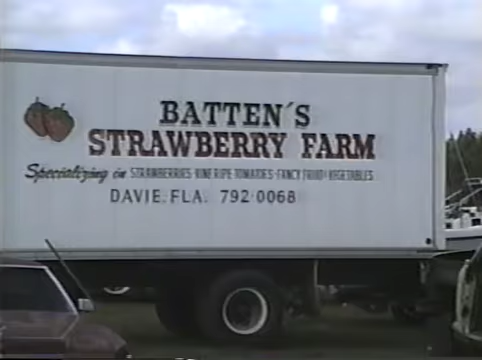 BATTEN'S
STRAWBERRY FARM
Specializing in STRAWBERRIES·VINE RIPE TOMATOES·FANCY FRUIT·VEGETABLES
DAVIE. FLA. 792·0068